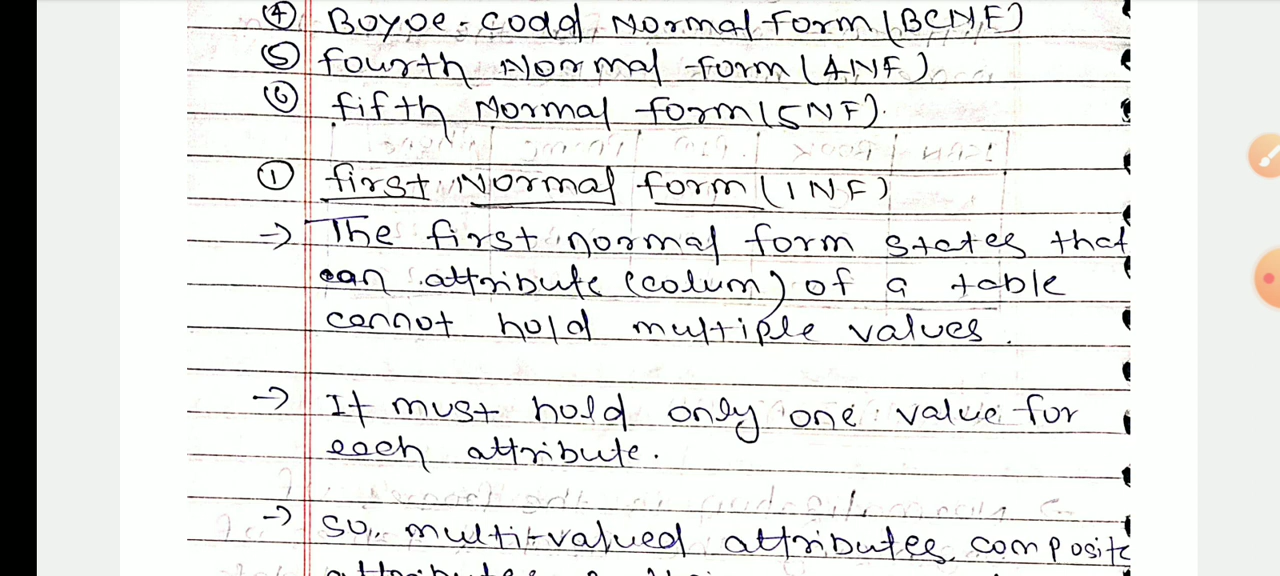 ④ Boyoe-codd Normal Form (BCNF)
⑤ fourth Normal form (4NF)
⑥ fifth Normal form (5NF).
① first Normal form (1NF)
→ The first normal form states that
an attribute (colum) of a table
cannot hold multiple values.
→ It must hold only one value for
each attribute.
→ so, multi-valued attributes, composite